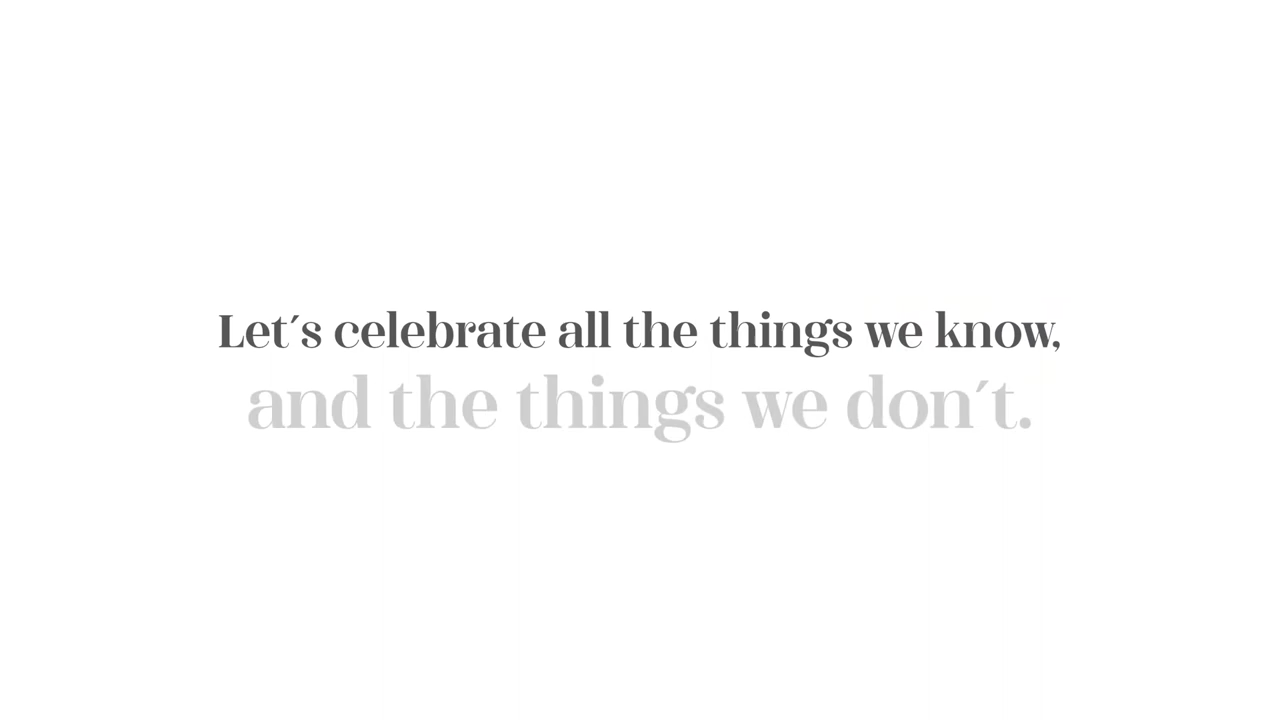 Let´s celebrate all the things we know,
and the things we don´t.